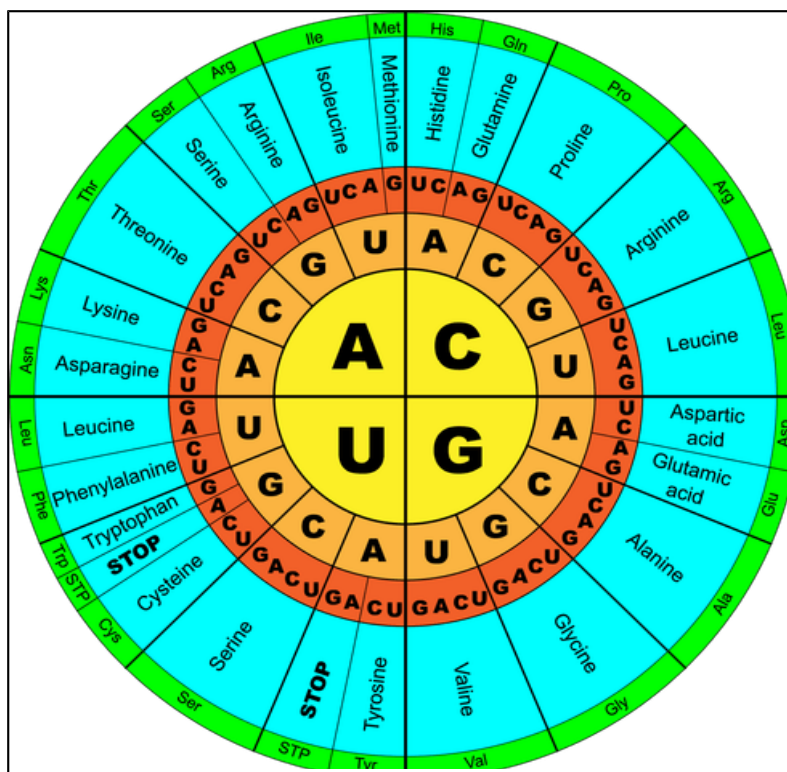 His
Gln
Pro
Arg
Leu
Asp
Glu
Ala
Gly
Val
Tyr
STP
Ser
Cys
STP
Trp
Phe
Leu
Asn
Lys
Thr
Ser
Arg
Ile
Met
Histidine
Glutamine
Proline
Arginine
Leucine
Aspartic
acid
Glutamic
acid
Alanine
Glycine
Valine
Tyrosine
STOP
Serine
Cysteine
STOP
Tryptophan
Phenylalanine
Leucine
Asparagine
Lysine
Threonine
Serine
Arginine
Isoleucine
Methionine
U C A G U C A G U C A G U C A G
U C A G U C A G U C A G U C A G
U C A G U C A G U C A G U C A G
U C A G U C A G U C A G U C A G
A C G U
A C G U
A C G U
A C G U
A C
U G